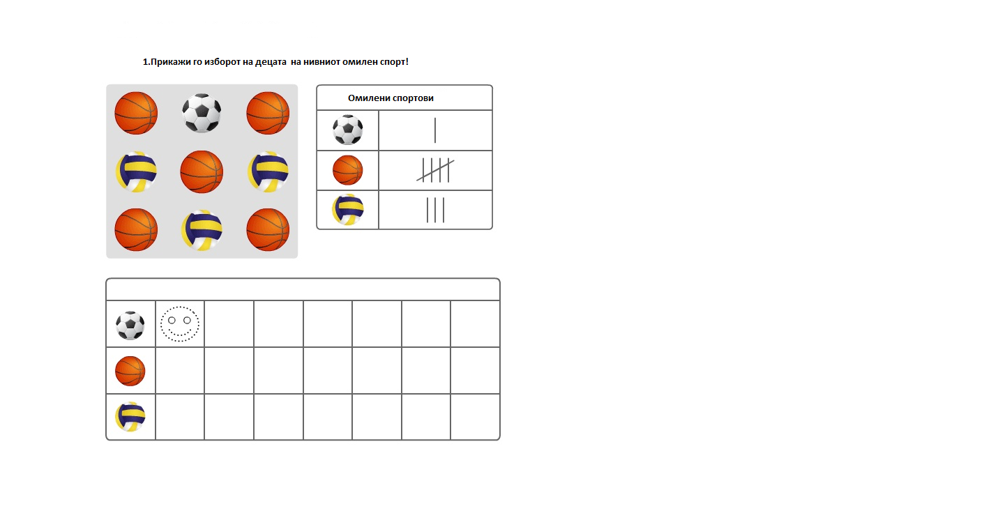 1.Прикажи го изборот на децата на нивниот омилен спорт!
Омилени спортови